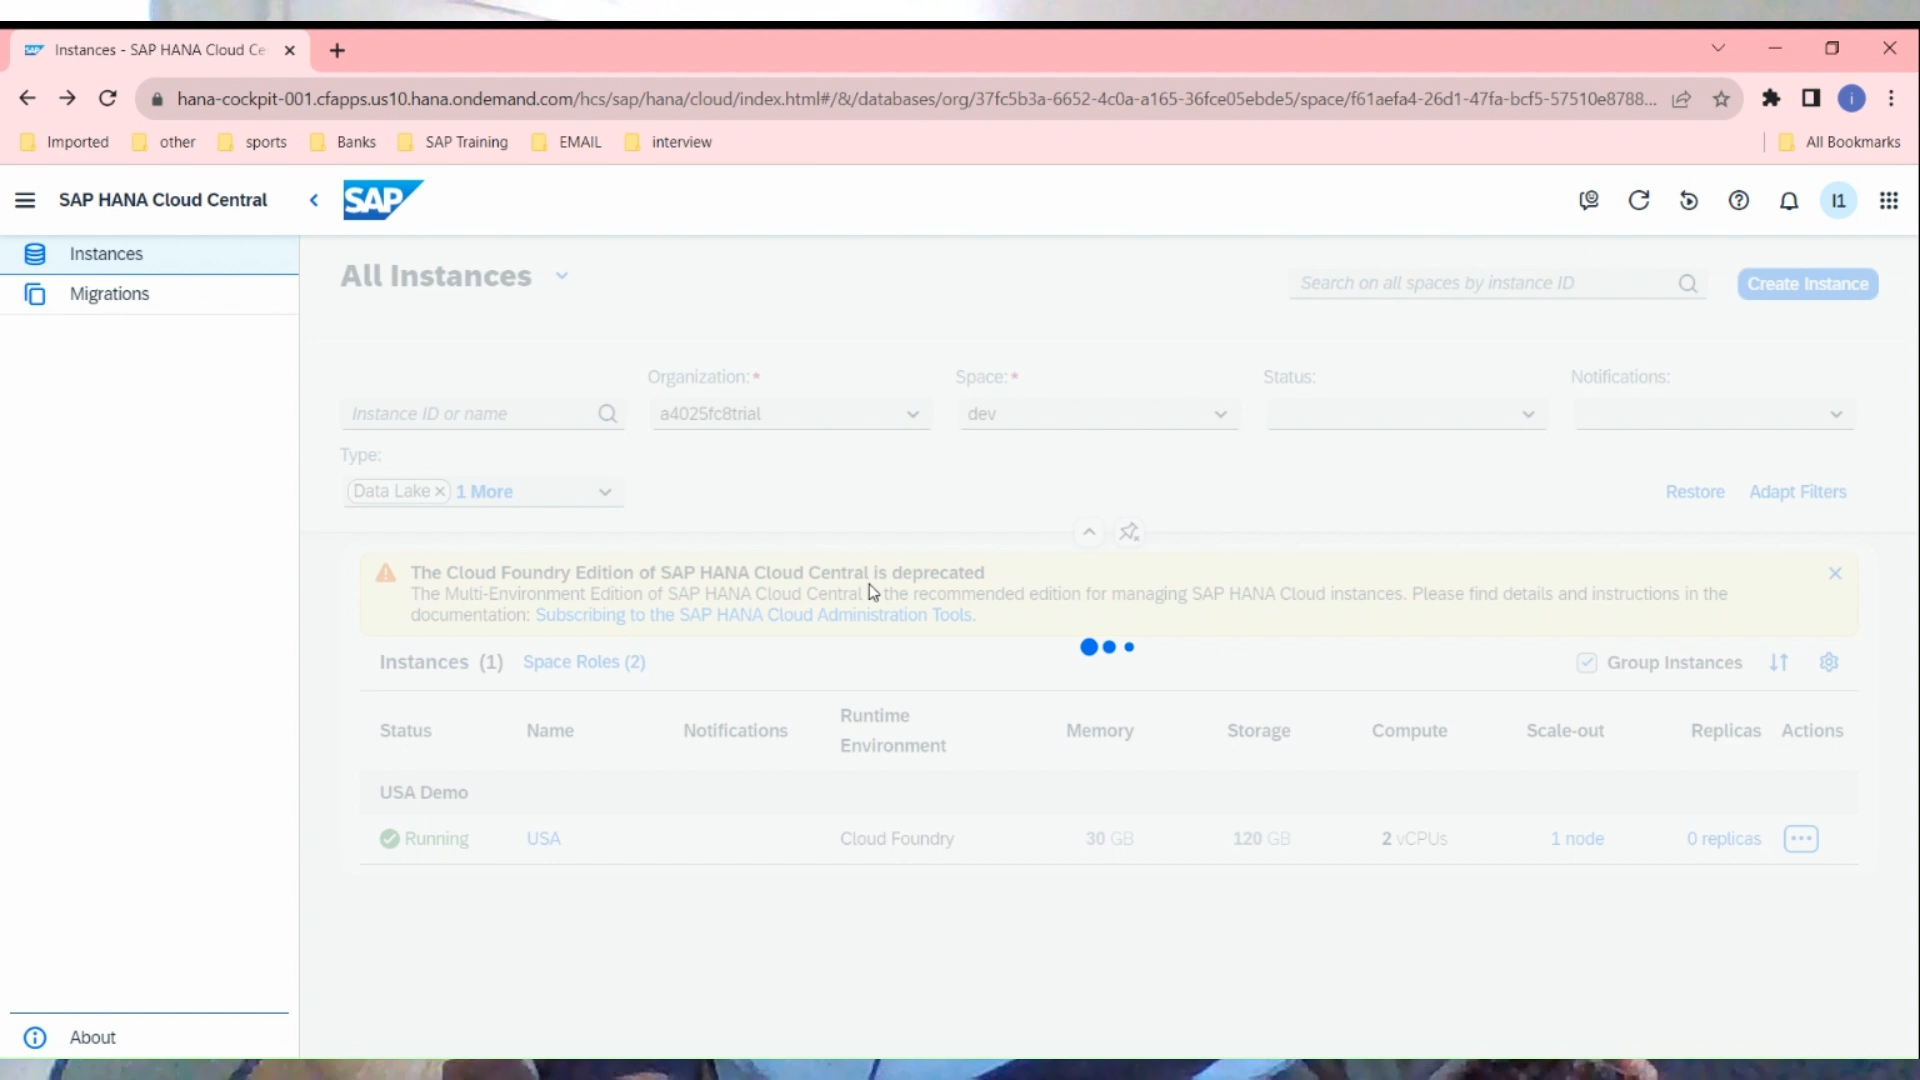 Instances - SAP HANA Cloud Ce
hana-cockpit-001.cfapps.us10.hana.ondemand.com/hcs/sap/hana/cloud/index.html#/&/databases/org/37fc5b3a-6652-4c0a-a165-36fce05ebde5/space/f61aefa4-26d1-47fa-bcf5-57510e8788...
i
Imported
other
sports
Banks
SAP Training
EMAIL
interview
All Bookmarks
SAP HANA Cloud Central
SAP
I1
Instances
Migrations
All Instances
Search on all spaces by instance ID
Create Instance
Organization:*
Space:*
Status:
Notifications:
Instance ID or name
a4025fc8trial
dev
Type:
Data Lake
1 More
Restore
Adapt Filters
The Cloud Foundry Edition of SAP HANA Cloud Central is deprecated
The Multi-Environment Edition of SAP HANA Cloud Central the recommended edition for managing SAP HANA Cloud instances. Please find details and instructions in the
documentation: Subscribing to the SAP HANA Cloud Administration Tools.
Instances (1)
Space Roles (2)
Group Instances
Status
Name
Notifications
Runtime
Environment
Memory
Storage
Compute
Scale-out
Replicas
Actions
USA Demo
Running
USA
Cloud Foundry
30 GB
120 GB
2 vCPUs
1 node
0 replicas
About